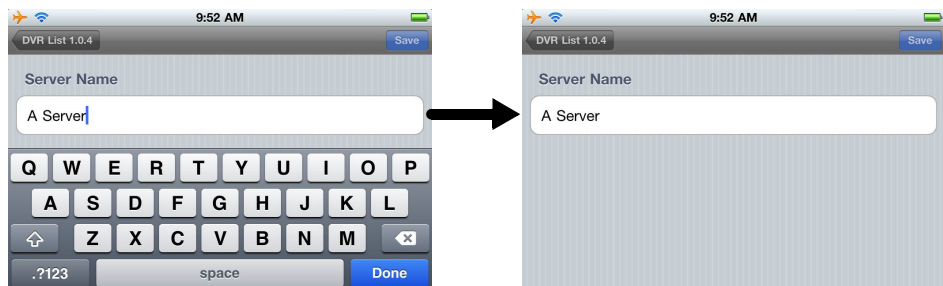 9:52 AM
DVR List 1.0.4 Save
Server Name
A Server
Q W E R T Y U I O P
A S D F G H J K L
Z X C V B N M
.?123 space Done
9:52 AM
DVR List 1.0.4 Save
Server Name
A Server